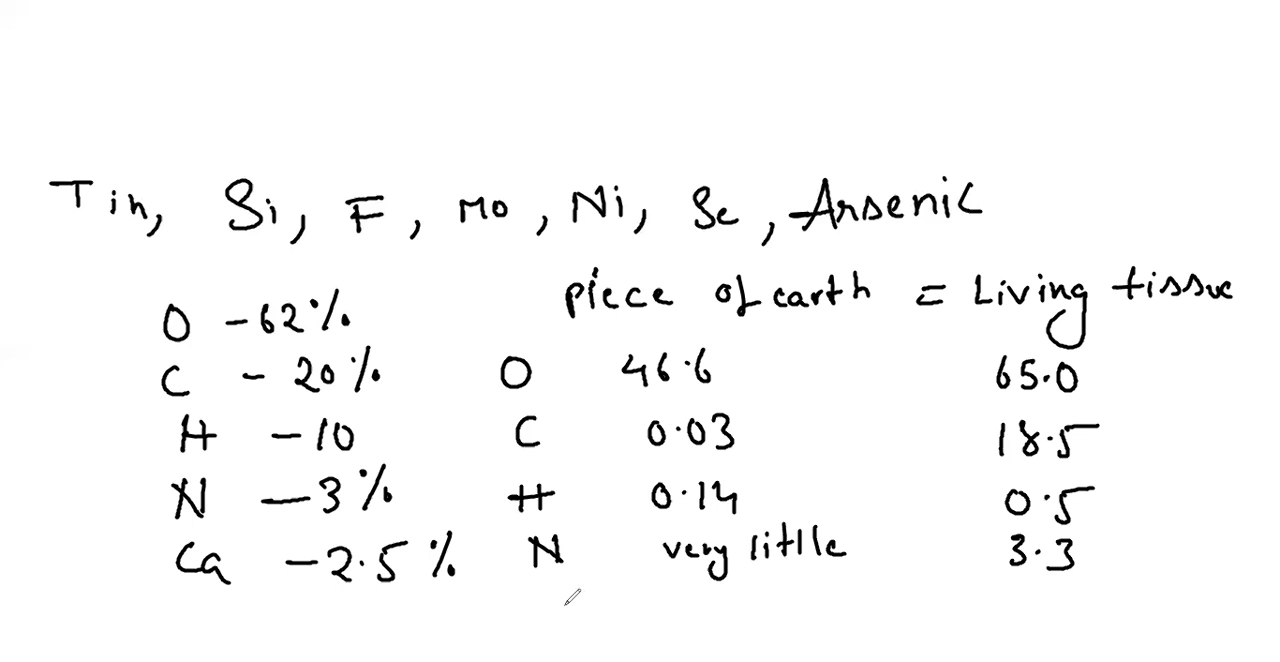 Tin, Si, F, Mo, Ni, Se, Arsenic
piece of earth = Living tissue
O - 62%
C - 20% O 46.6 65.0
H - 10 C 0.03 18.5
N - 3% H 0.14 0.5
Ca - 2.5% N very little 3.3